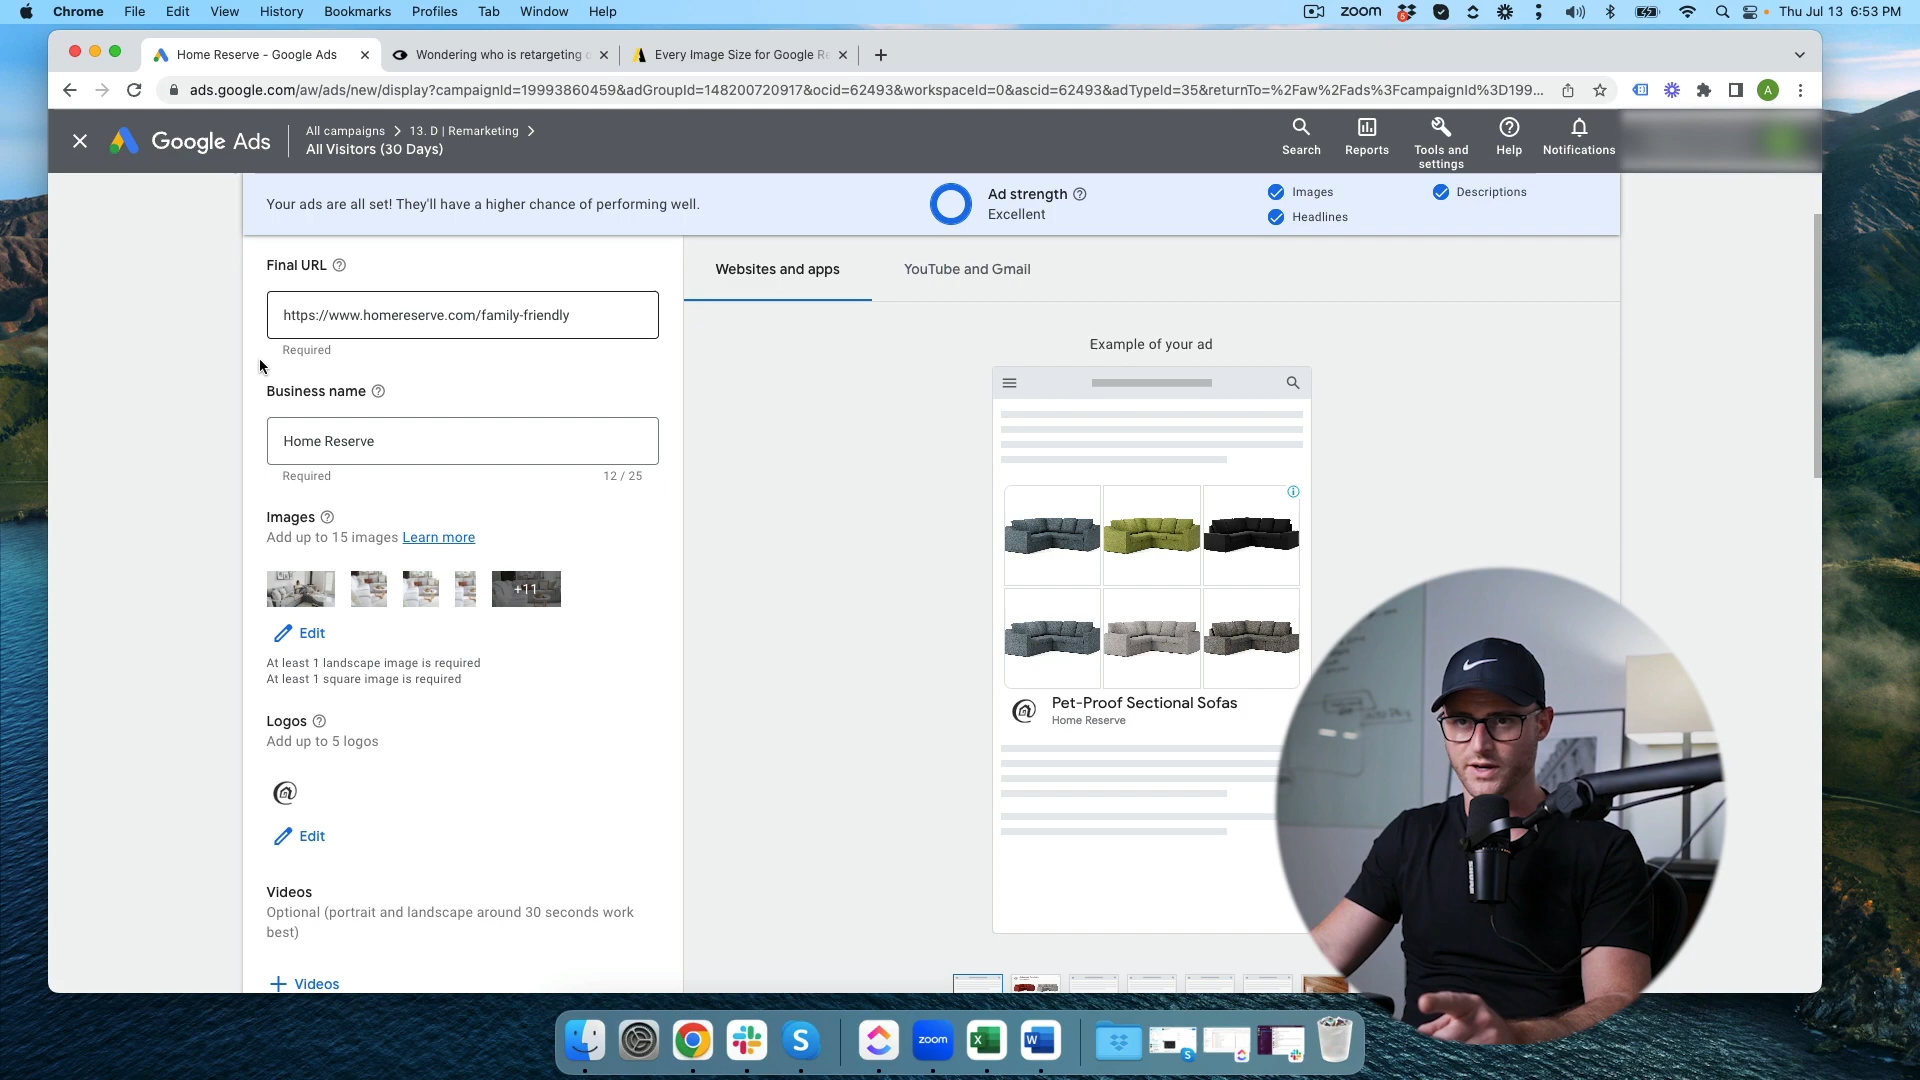 Chrome File Edit View History Bookmarks Profiles Tab Window Help
zoom
5
Thu Jul 13 6:53 PM
Home Reserve - Google Ads
Wondering who is retargeting
Every Image Size for Google Re
ads.google.com/aw/ads/new/display?campaignId=19993860459&adGroupId=148200720917&ocid=62493&workspaceId=0&ascid=62493&adTypeId=35&returnTo=%2Faw%2Fads%3FcampaignId%3D199...
A
Google Ads
All campaigns > 13. D | Remarketing >
All Visitors (30 Days)
Search
Reports
Tools and settings
Help
Notifications
Your ads are all set! They'll have a higher chance of performing well.
Ad strength
Excellent
Images
Headlines
Descriptions
Final URL
https://www.homereserve.com/family-friendly
Required
Business name
Home Reserve
Required
12 / 25
Images
Add up to 15 images Learn more
+11
Edit
At least 1 landscape image is required
At least 1 square image is required
Logos
Add up to 5 logos
Edit
Videos
Optional (portrait and landscape around 30 seconds work
best)
+ Videos
Websites and apps
YouTube and Gmail
Example of your ad
Pet-Proof Sectional Sofas
Home Reserve
zoom